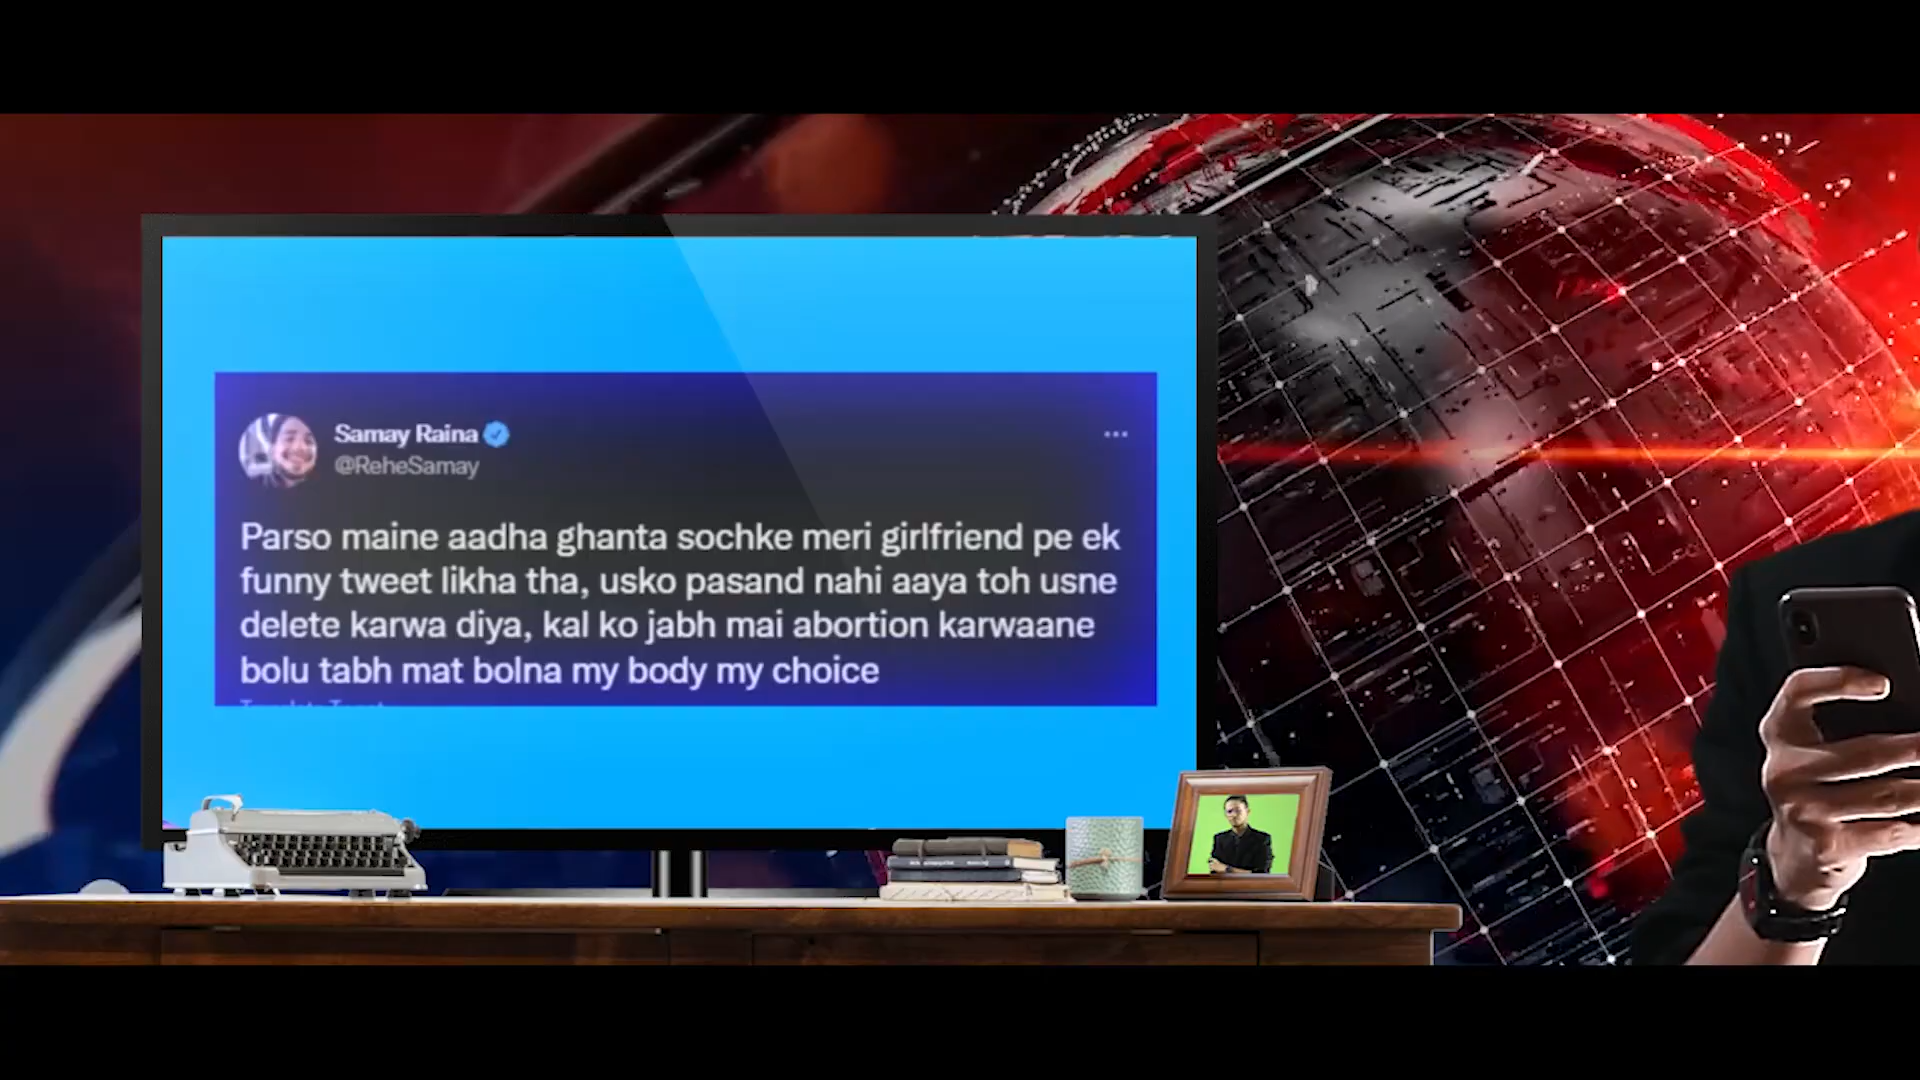 Samay Raina
@ReheSamay
Parso maine aadha ghanta sochke meri girlfriend pe ek
funny tweet likha tha, usko pasand nahi aaya toh usne
delete karwa diya, kal ko jabh mai abortion karwaane
bolu tabh mat bolna my body my choice